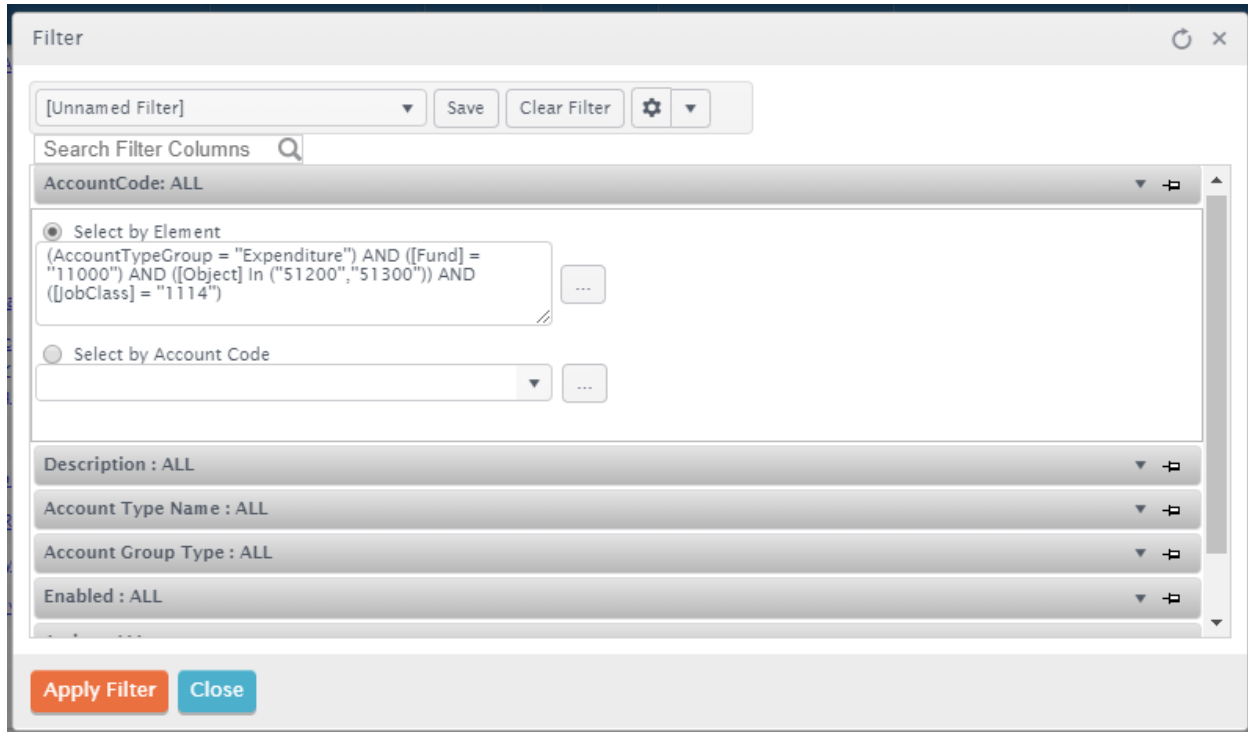 Filter
[Unnamed Filter] Save Clear Filter
Search Filter Columns
AccountCode: ALL
Select by Element
(AccountTypeGroup = "Expenditure") AND ([Fund] =
"11000") AND ([Object] In ("51200","51300")) AND
([JobClass] = "1114")
...
Select by Account Code
...
Description : ALL
Account Type Name : ALL
Account Group Type : ALL
Enabled : ALL
Apply Filter Close